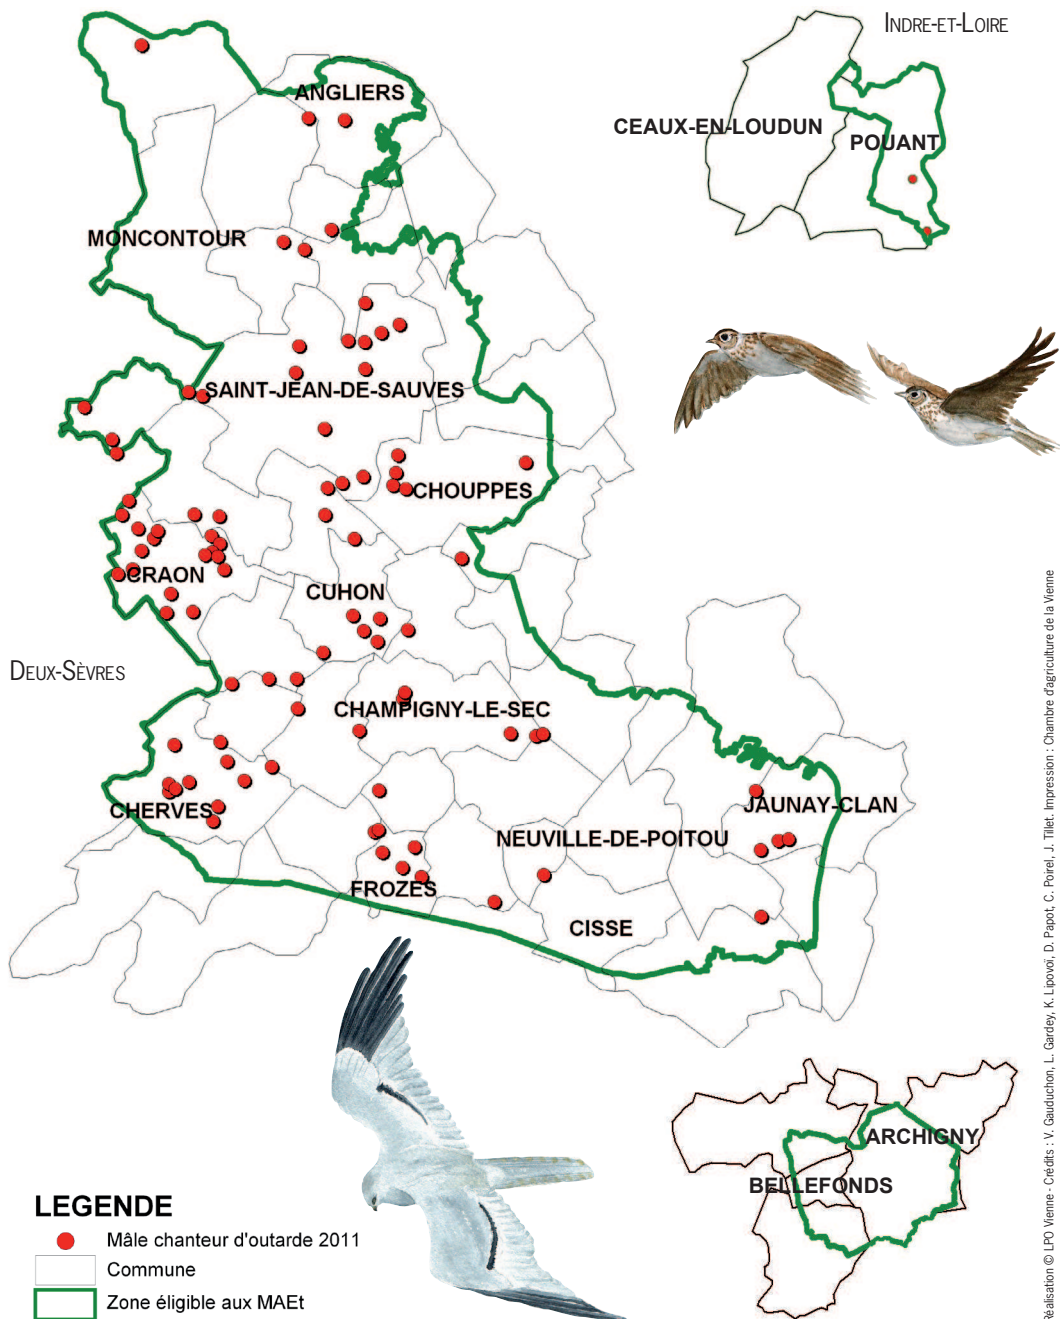 INDRE-ET-LOIRE
ANGLIERS
CEAUX-EN-LOUDUN
POUANT
MONCONTOUR
SAINT-JEAN-DE-SAUVES
CHOUPPES
CRAON
CUHON
DEUX-SÈVRES
CHAMPIGNY-LE-SEC
CHERVES
JAUNAY-CLAN
NEUVILLE-DE-POITOU
FROZES
CISSE
ARCHIGNY
BELLEFONDS
LEGENDE
Mâle chanteur d'outarde 2011
Commune
Zone éligible aux MAEt
Réalisation © LPO Vienne - Crédits : V. Gauduchon, L. Gardey, K. Lipovoï, D. Papot, C. Poirel, J. Tillet. Impression : Chambre d'agriculture de la Vienne